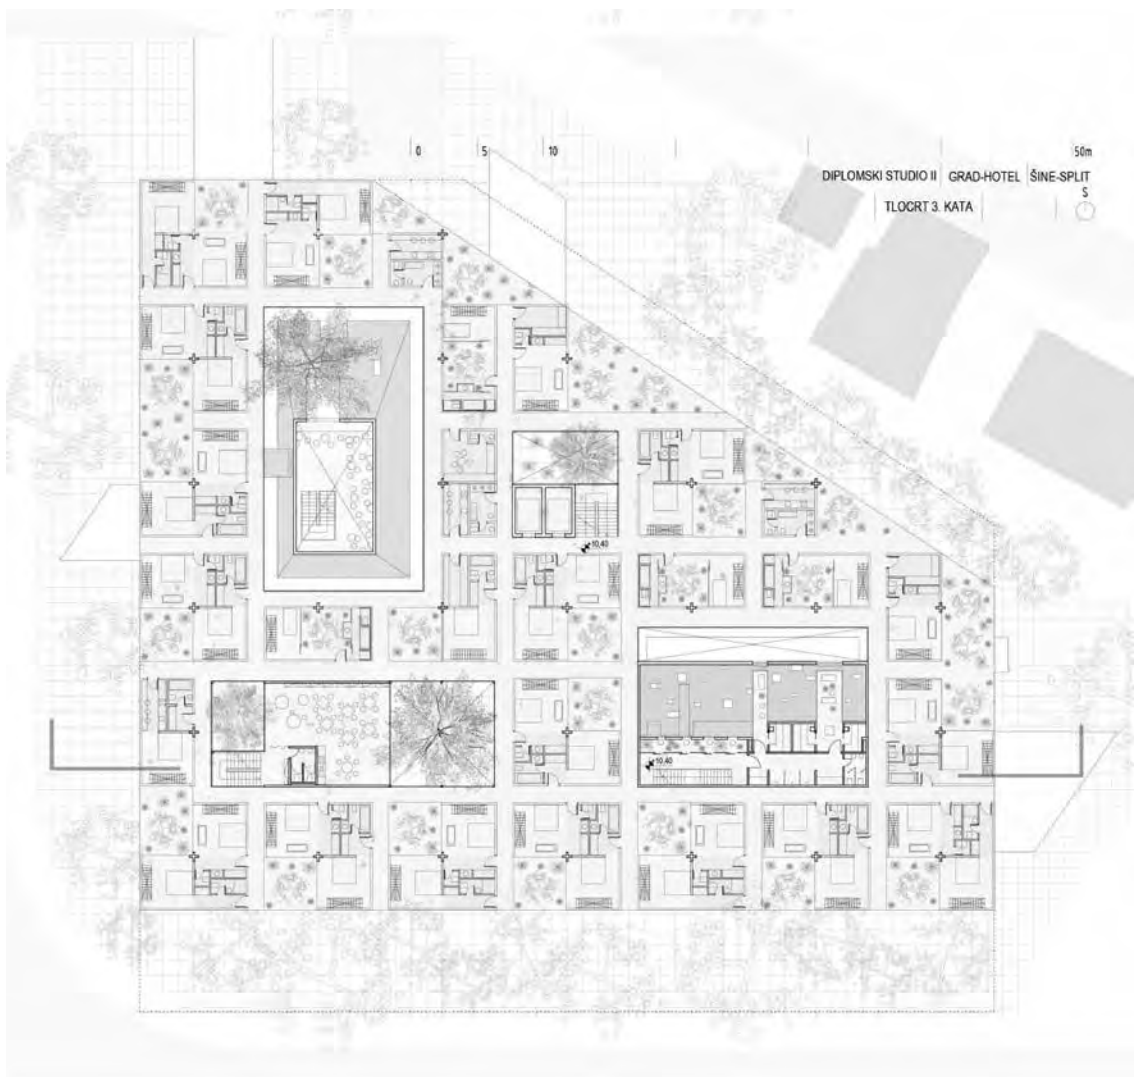 0 5 10 50m
DIPLOMSKI STUDIO II GRAD-HOTEL ŠINE-SPLIT
S
TLOCRT 3. KATA
+10,40
+10,40